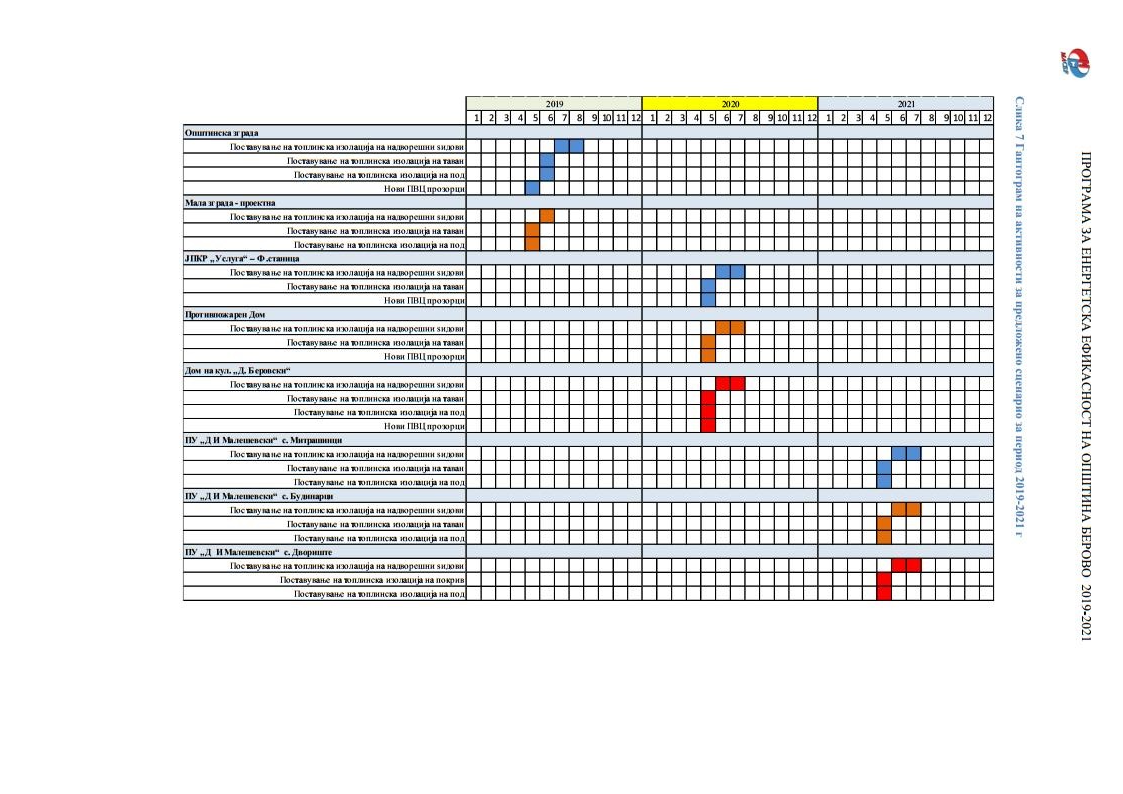 ПРОГРАМА ЗА ЕНЕРГЕТСКА ЕФИКАСНОСТ НА ОПШТИНА БЕРОВО 2019-2021
Слика 7 Гантограм на активности за предложено сценарио за период 2019-2021 г
2019 2020 2021
1 2 3 4 5 6 7 8 9 10 11 12 1 2 3 4 5 6 7 8 9 10 11 12 1 2 3 4 5 6 7 8 9 10 11 12
Општинска зграда
Поставување на топлинска изолација на надворешни ѕидови
Поставување на топлинска изолација на таван
Поставување на топлинска изолација на под
Нови ПВЦ прозорци
Мала зграда - проектна
Поставување на топлинска изолација на надворешни ѕидови
Поставување на топлинска изолација на таван
Поставување на топлинска изолација на под
ЈПКР „Услуга“ – Ф.станица
Поставување на топлинска изолација на надворешни ѕидови
Поставување на топлинска изолација на таван
Нови ПВЦ прозорци
Противпожарен Дом
Поставување на топлинска изолација на надворешни ѕидови
Поставување на топлинска изолација на таван
Нови ПВЦ прозорци
Дом на кул. „Д. Беровски“
Поставување на топлинска изолација на надворешни ѕидови
Поставување на топлинска изолација на таван
Поставување на топлинска изолација на под
Нови ПВЦ прозорци
ПУ „Д И Малешевски“ с. Митрашинци
Поставување на топлинска изолација на надворешни ѕидови
Поставување на топлинска изолација на таван
Поставување на топлинска изолација на под
ПУ „Д И Малешевски“ с. Будинарци
Поставување на топлинска изолација на надворешни ѕидови
Поставување на топлинска изолација на таван
Поставување на топлинска изолација на под
ПУ „Д И Малешевски“ с. Двориште
Поставување на топлинска изолација на надворешни ѕидови
Поставување на топлинска изолација на покрив
Поставување на топлинска изолација на под